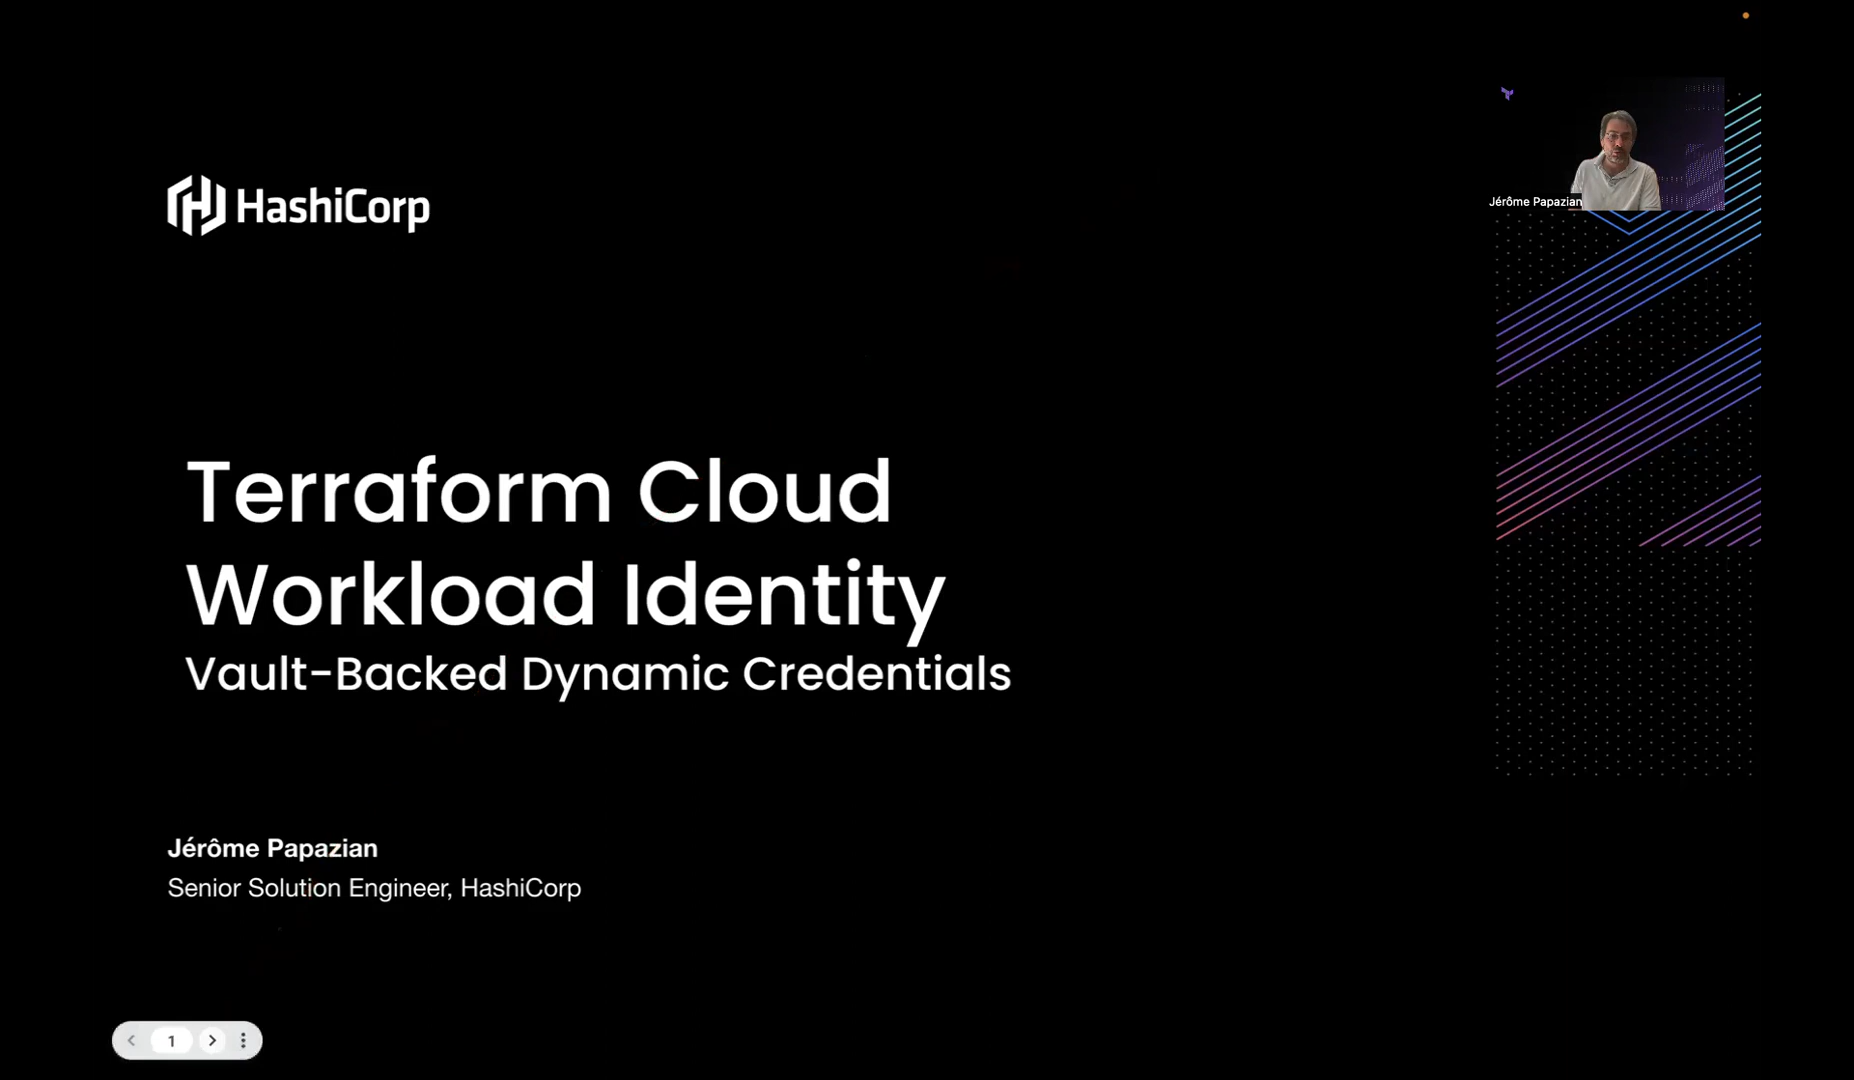 Jérôme Papazian
HashiCorp
Terraform Cloud
Workload Identity
Vault-Backed Dynamic Credentials
Jérôme Papazian
Senior Solution Engineer, HashiCorp
1